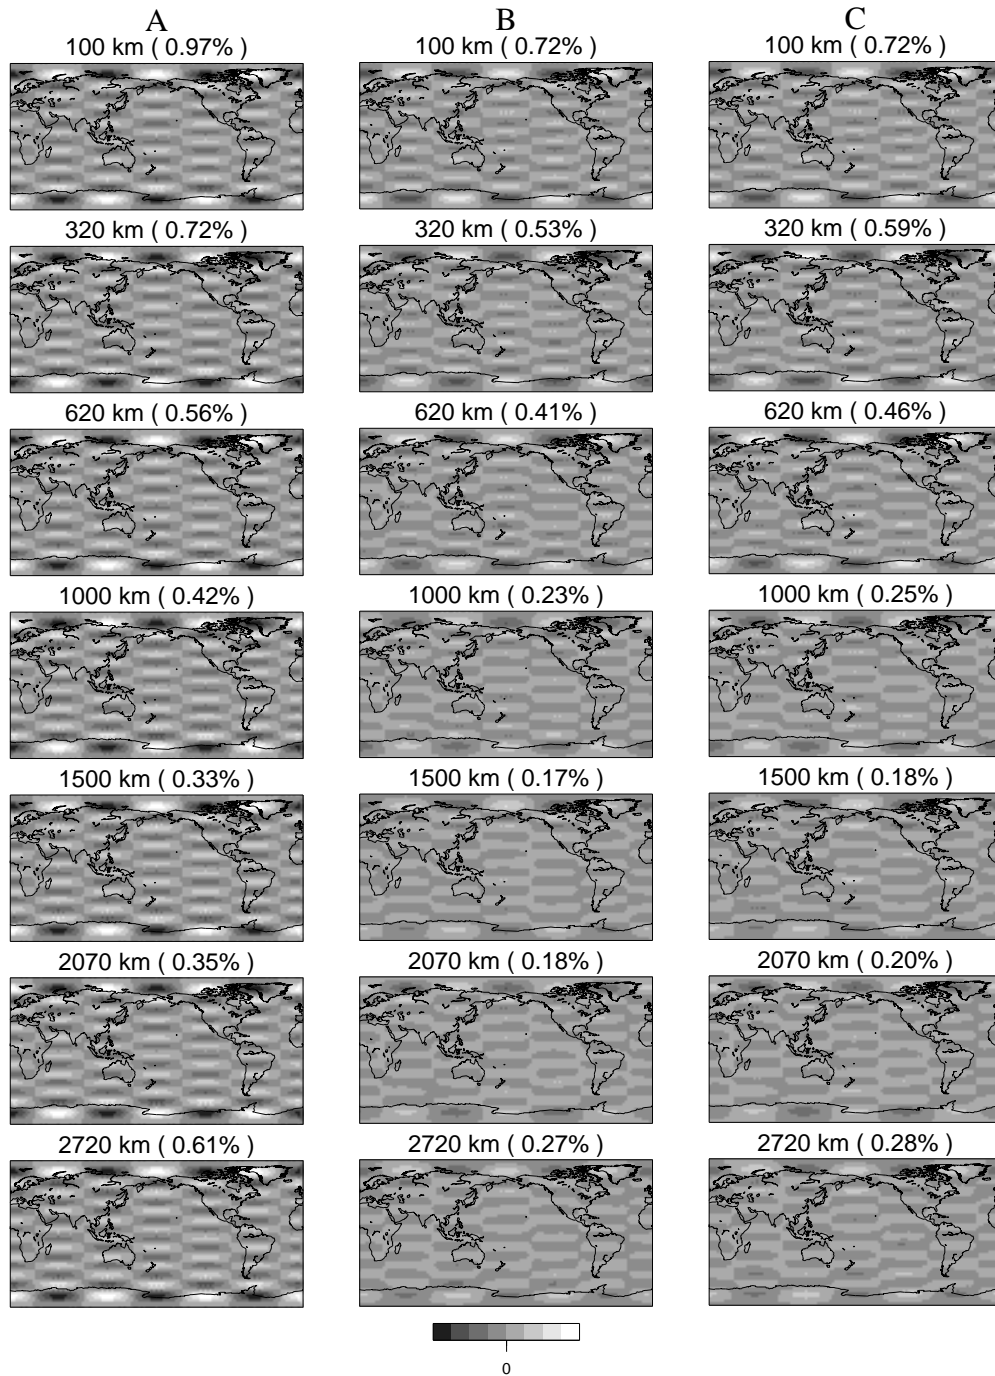 A B C
100 km ( 0.97% ) 100 km ( 0.72% ) 100 km ( 0.72% )
320 km ( 0.72% ) 320 km ( 0.53% ) 320 km ( 0.59% )
620 km ( 0.56% ) 620 km ( 0.41% ) 620 km ( 0.46% )
1000 km ( 0.42% ) 1000 km ( 0.23% ) 1000 km ( 0.25% )
1500 km ( 0.33% ) 1500 km ( 0.17% ) 1500 km ( 0.18% )
2070 km ( 0.35% ) 2070 km ( 0.18% ) 2070 km ( 0.20% )
2720 km ( 0.61% ) 2720 km ( 0.27% ) 2720 km ( 0.28% )
0